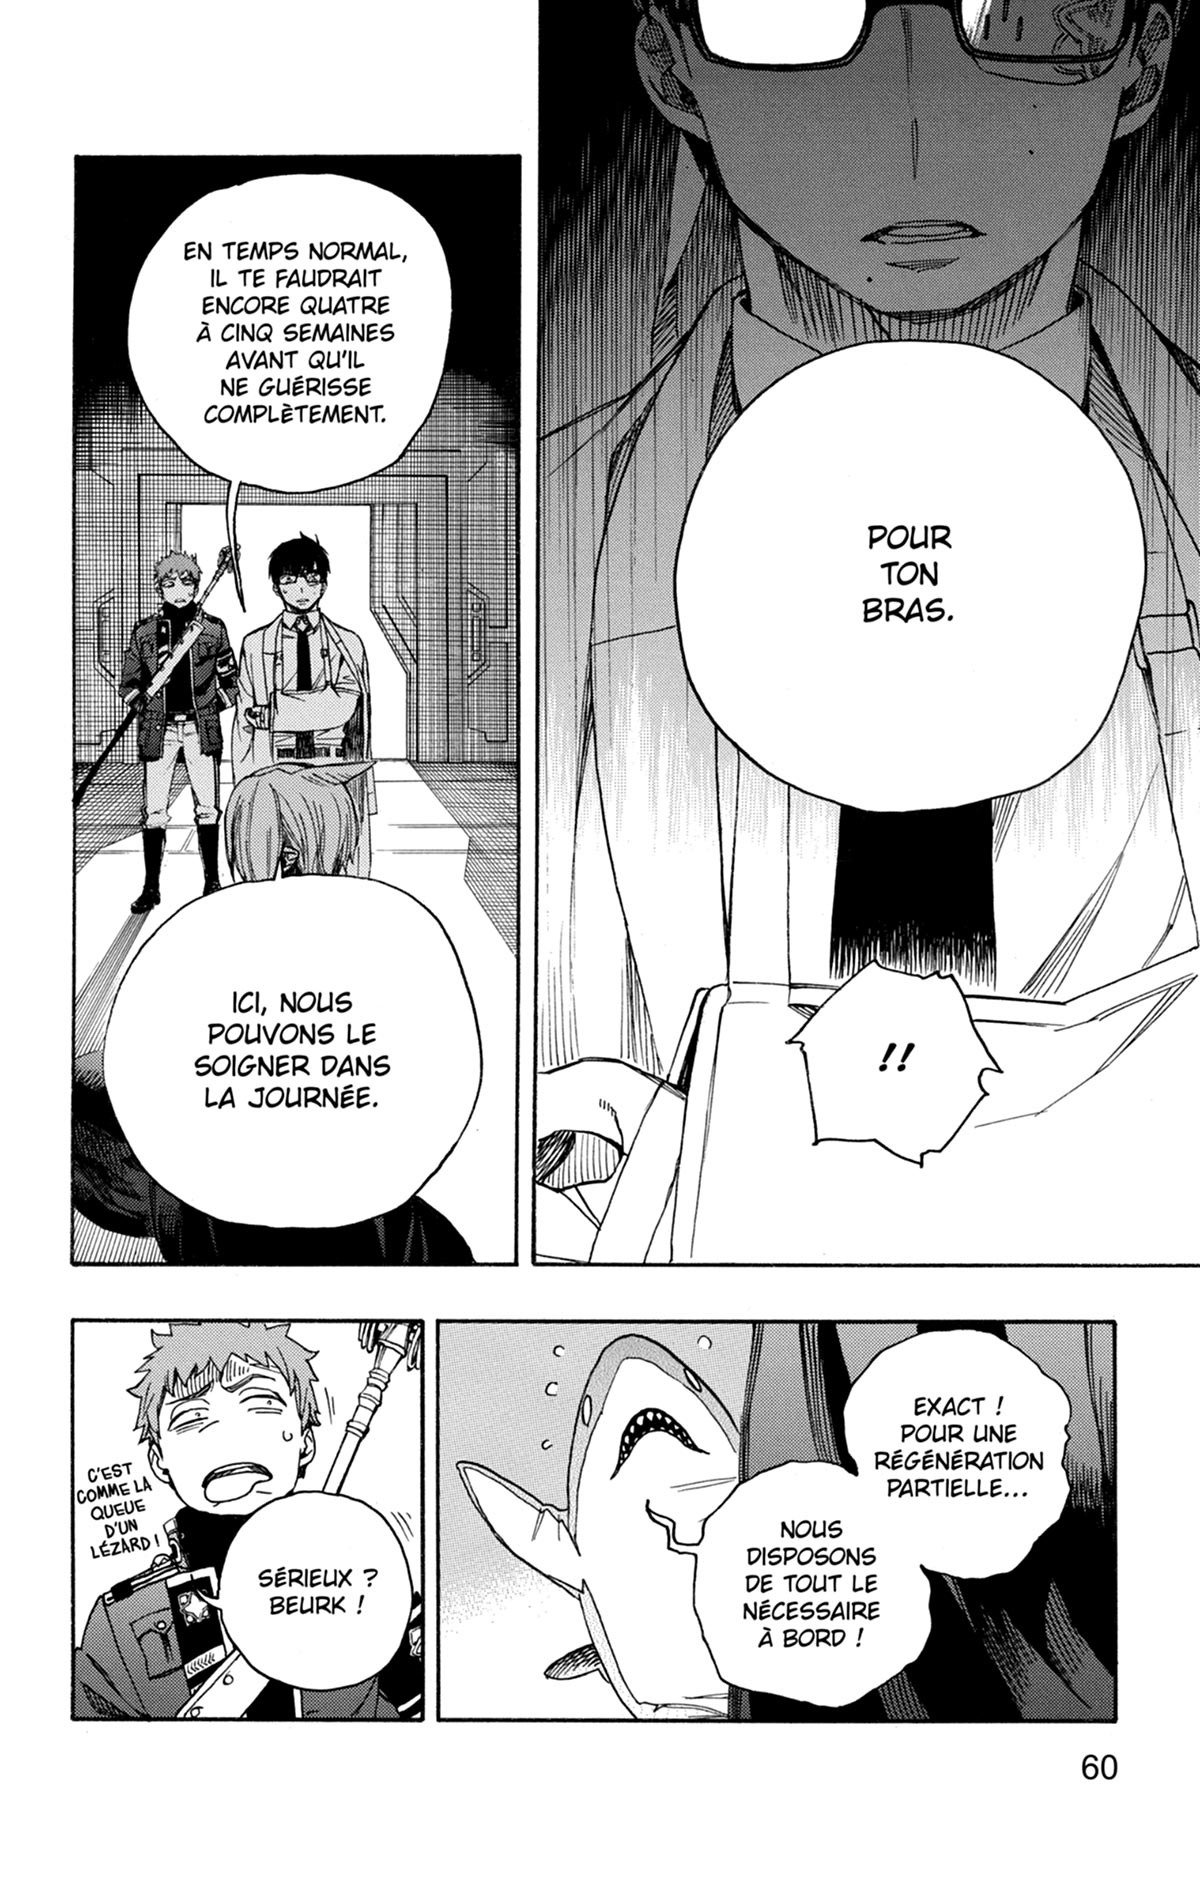 POUR
TON
BRAS.
!!
EN TEMPS NORMAL,
IL TE FAUDRAIT
ENCORE QUATRE
À CINQ SEMAINES
AVANT QU'IL
NE GUÉRISSE
COMPLÈTEMENT.
ICI, NOUS
POUVONS LE
SOIGNER DANS
LA JOURNÉE.
EXACT !
POUR UNE
RÉGÉNÉRATION
PARTIELLE...
NOUS
DISPOSONS
DE TOUT LE
NÉCESSAIRE
À BORD !
SÉRIEUX ?
BEURK !
C'EST
COMME LA
QUEUE
D'UN
LÉZARD !
60